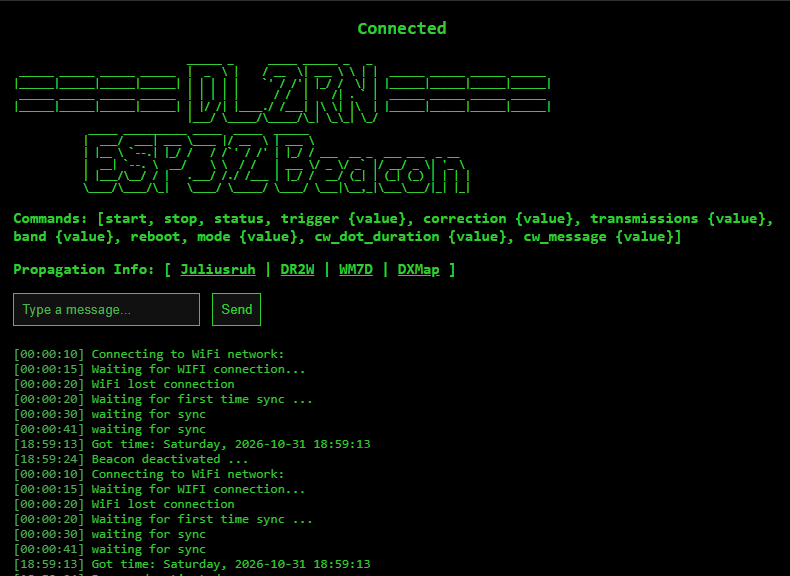 Connected
DL2RN
ESP32Beacon
Commands: [start, stop, status, trigger {value}, correction {value}, transmissions {value},
band {value}, reboot, mode {value}, cw_dot_duration {value}, cw_message {value}]
Propagation Info: [ Juliusruh | DR2W | WM7D | DXMap ]
Type a message... Send
[00:00:10] Connecting to WiFi network:
[00:00:15] Waiting for WIFI connection...
[00:00:20] WiFi lost connection
[00:00:20] Waiting for first time sync ...
[00:00:30] waiting for sync
[00:00:41] waiting for sync
[18:59:13] Got time: Saturday, 2026-10-31 18:59:13
[18:59:24] Beacon deactivated ...
[00:00:10] Connecting to WiFi network:
[00:00:15] Waiting for WIFI connection...
[00:00:20] WiFi lost connection
[00:00:20] Waiting for first time sync ...
[00:00:30] waiting for sync
[00:00:41] waiting for sync
[18:59:13] Got time: Saturday, 2026-10-31 18:59:13